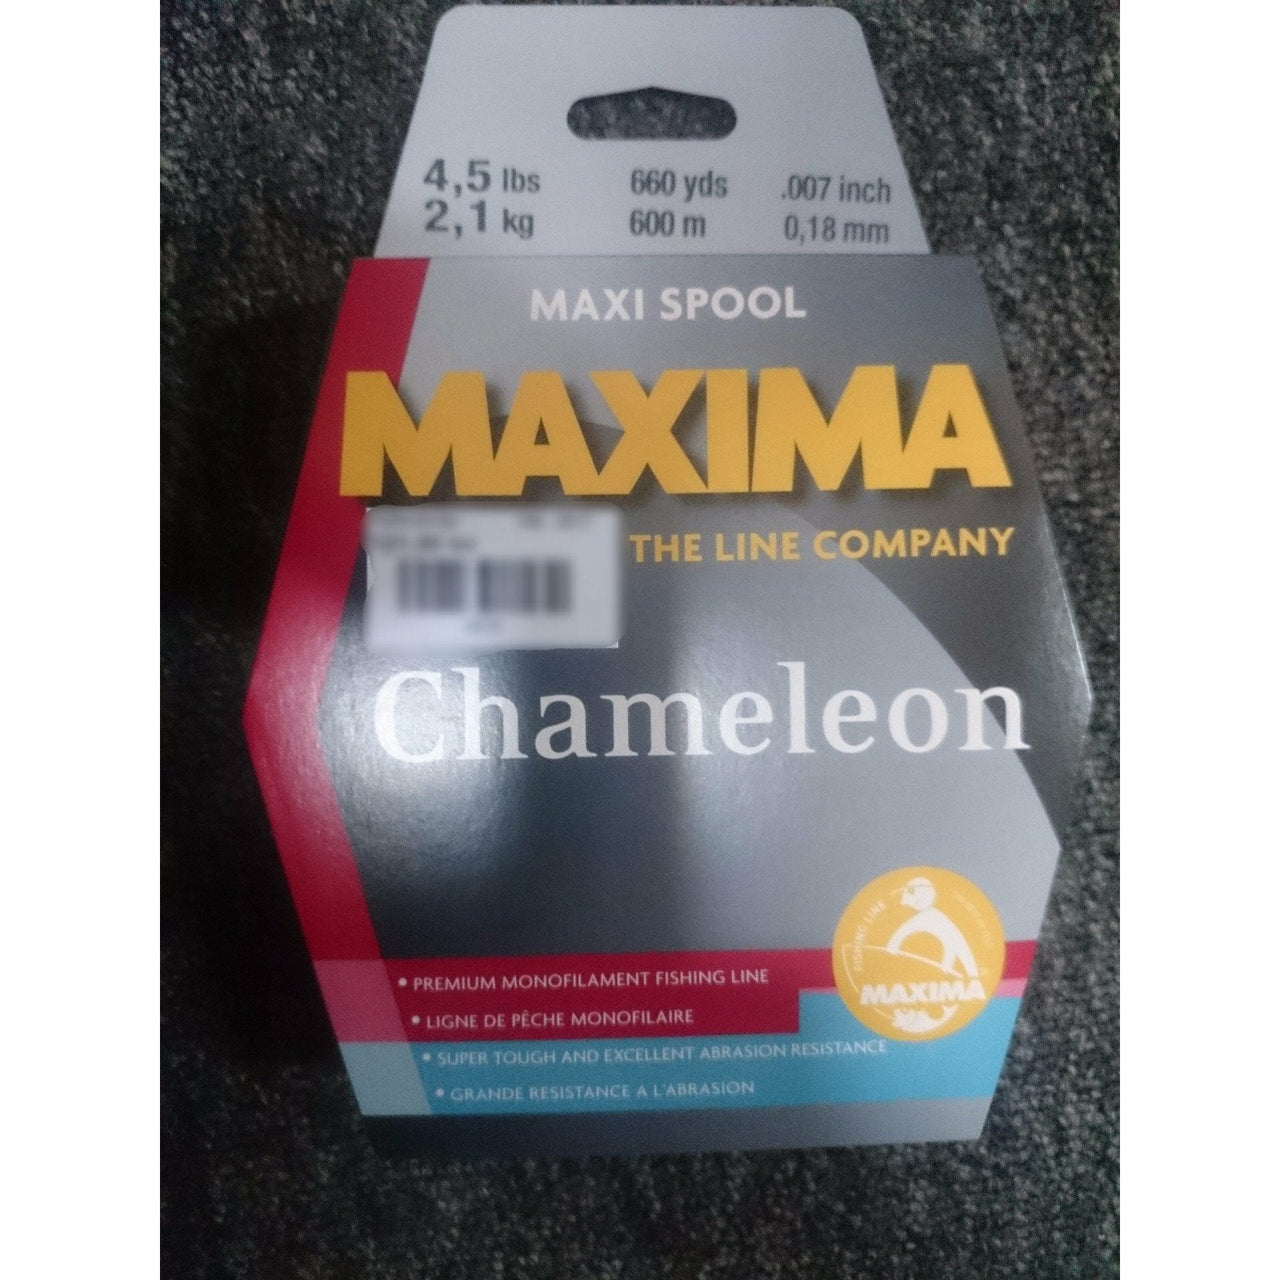 4,5 lbs 660 yds .007 inch
2,1 kg 600 m 0,18 mm
MAXI SPOOL
MAXIMA
THE LINE COMPANY
Chameleon
FISHING LINE
MAXIMA
• PREMIUM MONOFILAMENT FISHING LINE
• LIGNE DE PÊCHE MONOFILAIRE
• SUPER TOUGH AND EXCELLENT ABRASION RESISTANCE
• GRANDE RESISTANCE A L'ABRASION